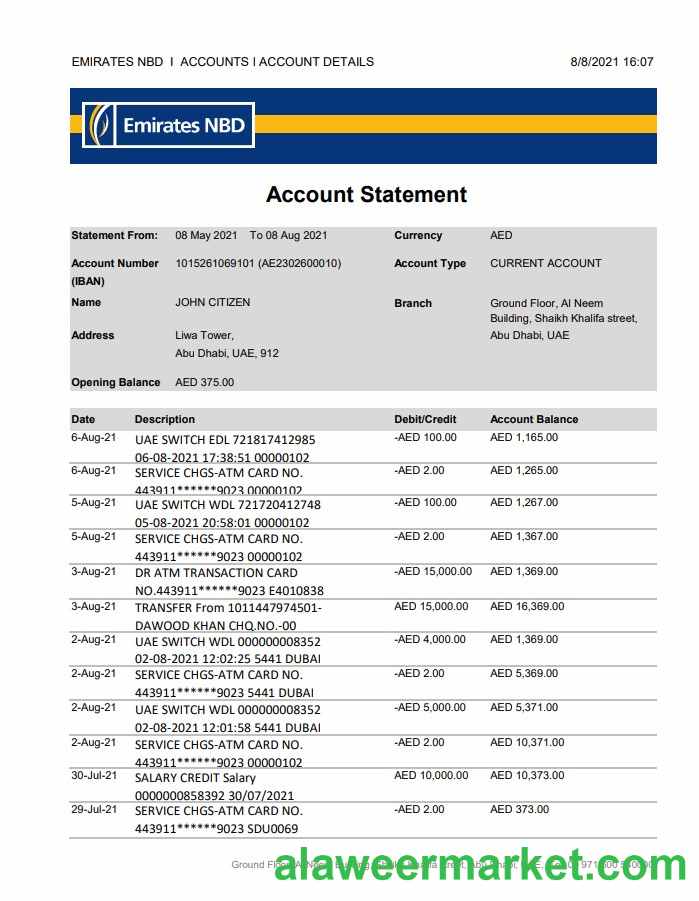 EMIRATES NBD I ACCOUNTS I ACCOUNT DETAILS 8/8/2021 16:07
Emirates NBD
Account Statement
Statement From: 08 May 2021 To 08 Aug 2021 Currency AED
Account Number 1015261069101 (AE2302600010) Account Type CURRENT ACCOUNT
(IBAN)
Name JOHN CITIZEN Branch Ground Floor, Al Neem
Building, Shaikh Khalifa street,
Address Liwa Tower, Abu Dhabi, UAE
Abu Dhabi, UAE, 912
Opening Balance AED 375.00
Date Description Debit/Credit Account Balance
6-Aug-21 UAE SWITCH EDL 721817412985 -AED 100.00 AED 1,165.00
06-08-2021 17:38:51 00000102
6-Aug-21 SERVICE CHGS-ATM CARD NO. -AED 2.00 AED 1,265.00
443911******9023 00000102
5-Aug-21 UAE SWITCH WDL 721720412748 -AED 100.00 AED 1,267.00
05-08-2021 20:58:01 00000102
5-Aug-21 SERVICE CHGS-ATM CARD NO. -AED 2.00 AED 1,367.00
443911******9023 00000102
3-Aug-21 DR ATM TRANSACTION CARD -AED 15,000.00 AED 1,369.00
NO.443911******9023 E4010838
3-Aug-21 TRANSFER From 1011447974501- AED 15,000.00 AED 16,369.00
DAWOOD KHAN CHQ.NO.-00
2-Aug-21 UAE SWITCH WDL 000000008352 -AED 4,000.00 AED 1,369.00
02-08-2021 12:02:25 5441 DUBAI
2-Aug-21 SERVICE CHGS-ATM CARD NO. -AED 2.00 AED 5,369.00
443911******9023 5441 DUBAI
2-Aug-21 UAE SWITCH WDL 000000008352 -AED 5,000.00 AED 5,371.00
02-08-2021 12:01:58 5441 DUBAI
2-Aug-21 SERVICE CHGS-ATM CARD NO. -AED 2.00 AED 10,371.00
443911******9023 00000102
30-Jul-21 SALARY CREDIT Salary AED 10,000.00 AED 10,373.00
0000000858392 30/07/2021
29-Jul-21 SERVICE CHGS-ATM CARD NO. -AED 2.00 AED 373.00
443911******9023 SDU0069
Ground
alaweermarket.com